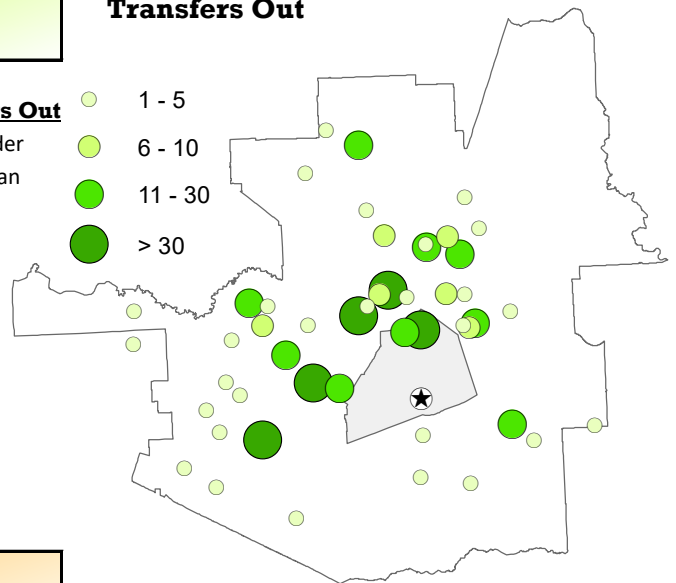 Transfers Out
s Out
der
an
1 - 5
6 - 10
11 - 30
> 30